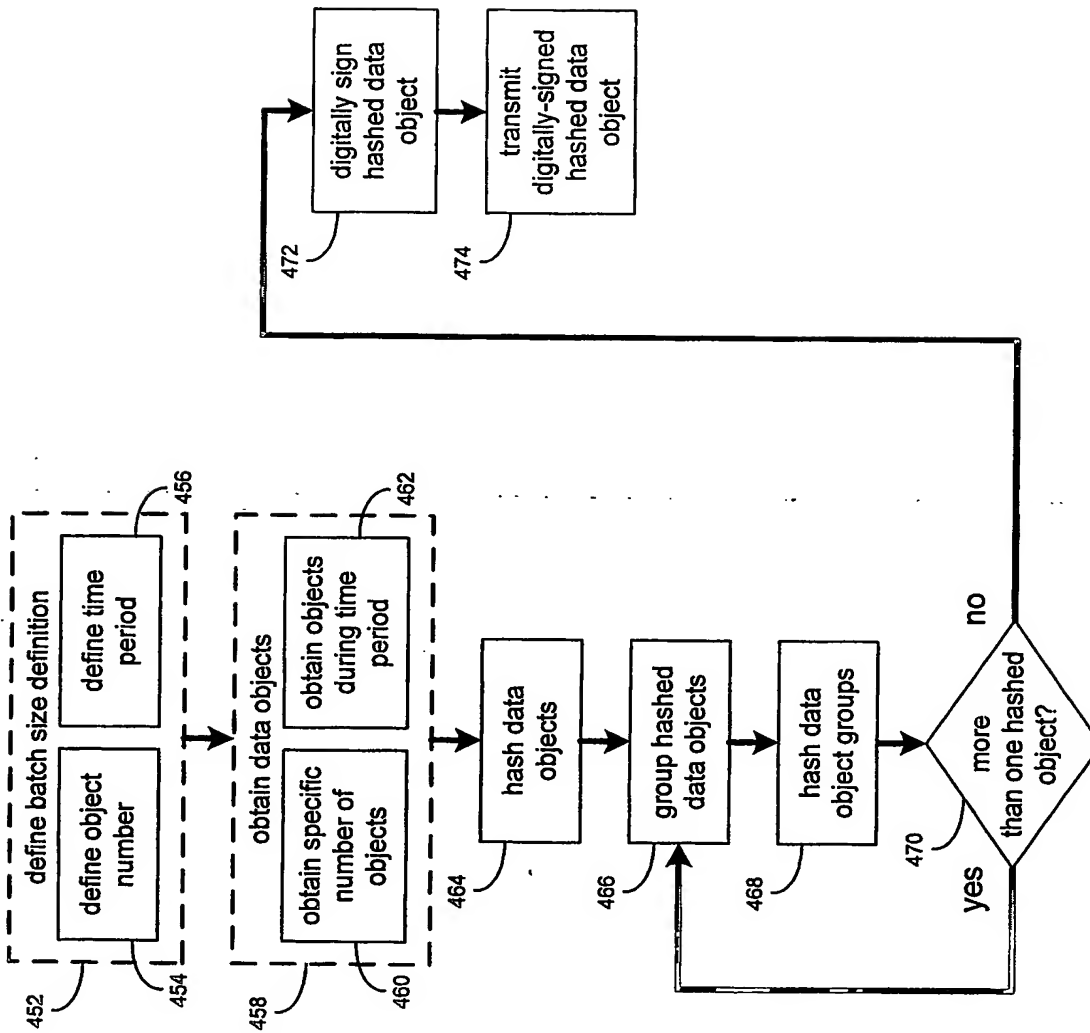 define batch size definition
define object
number
define time
period
452
454
456
obtain data objects
obtain specific
number of
objects
obtain objects
during time
period
458
460
462
hash data
objects
464
group hashed
data objects
466
hash data
object groups
468
more
than one hashed
object?
470
yes
no
digitally sign
hashed data
object
472
transmit
digitally-signed
hashed data
object
474